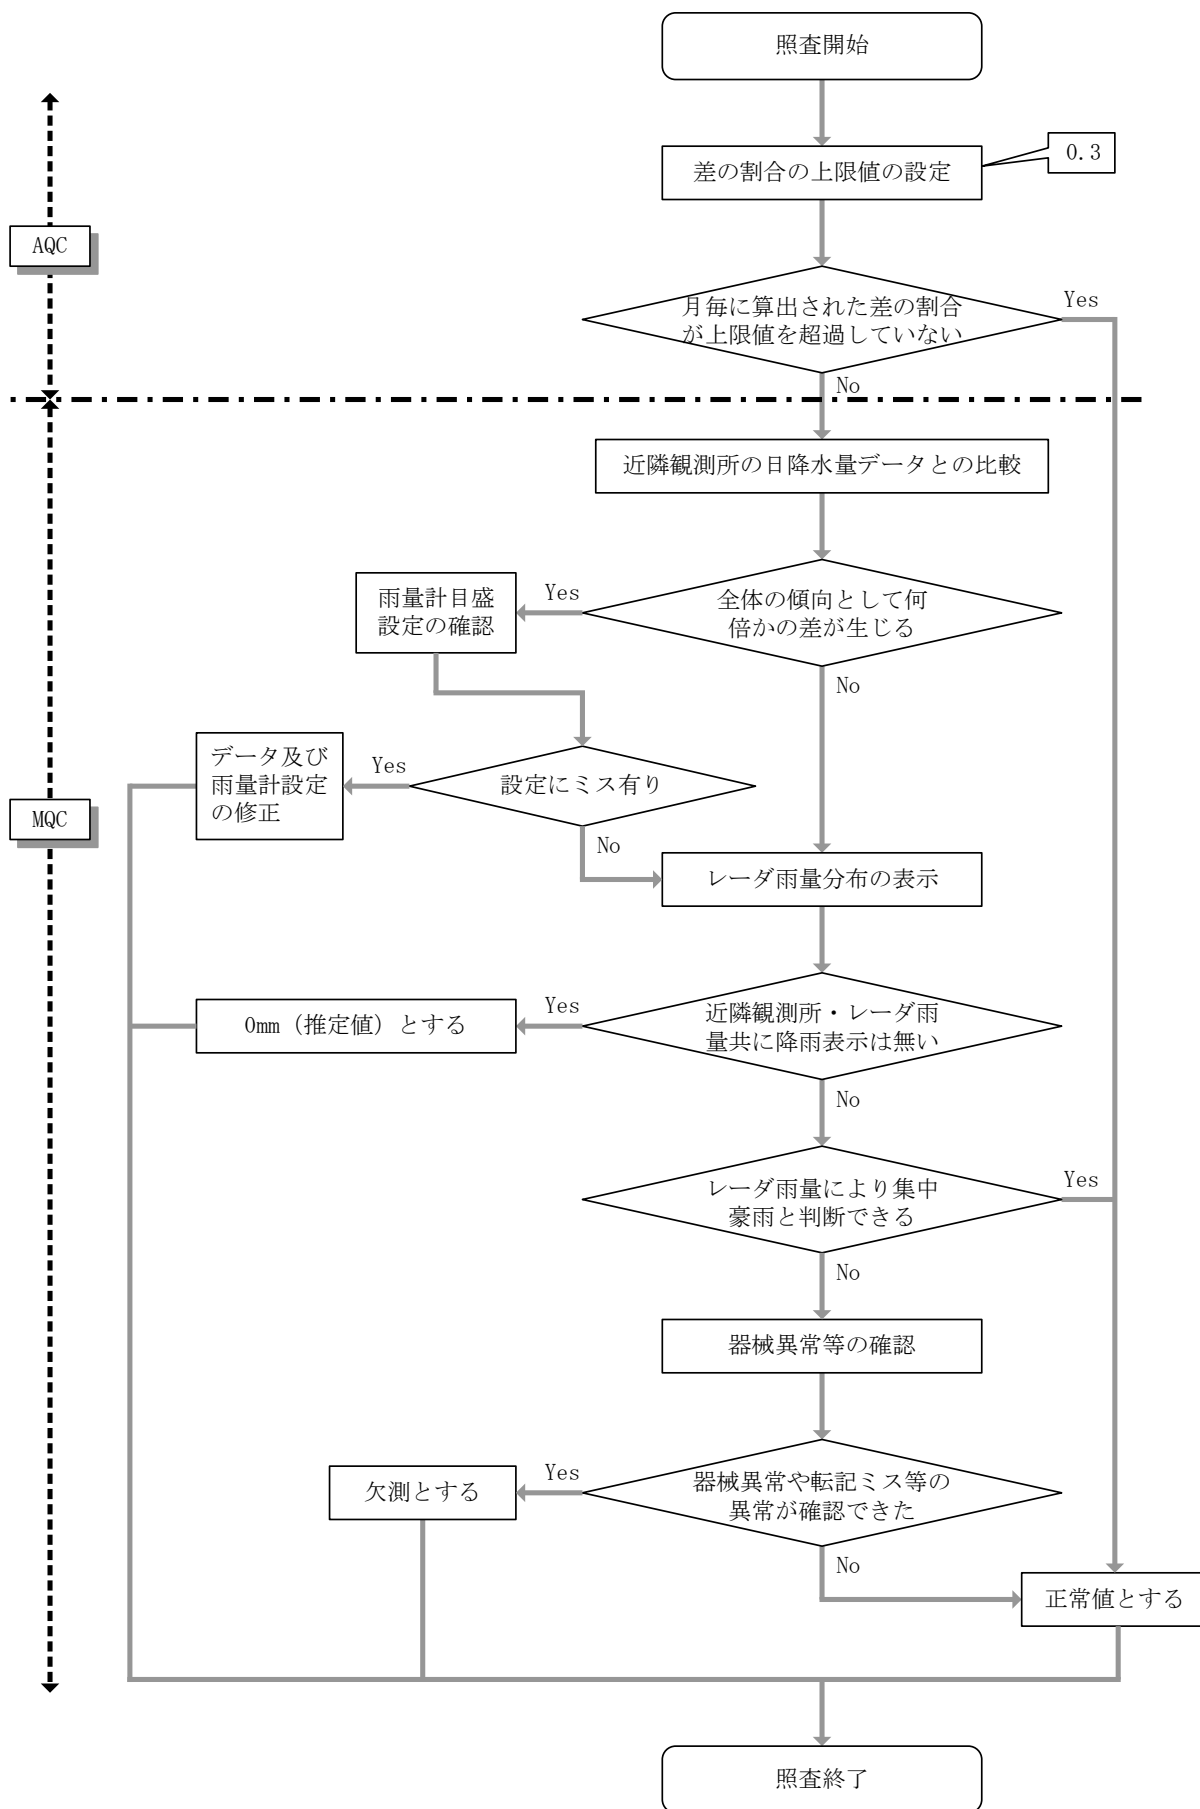 照査開始
差の割合の上限値の設定
0.3
AQC
月毎に算出された差の割合
が上限値を超過していない
Yes
No
近隣観測所の日降水量データとの比較
全体の傾向として何
倍かの差が生じる
Yes
No
雨量計目盛
設定の確認
設定にミス有り
Yes
No
データ及び
雨量計設定
の修正
MQC
レーダ雨量分布の表示
近隣観測所・レーダ雨
量共に降雨表示は無い
Yes
No
0mm（推定値）とする
レーダ雨量により集中
豪雨と判断できる
Yes
No
器械異常等の確認
器械異常や転記ミス等の
異常が確認できた
Yes
No
欠測とする
正常値とする
照査終了